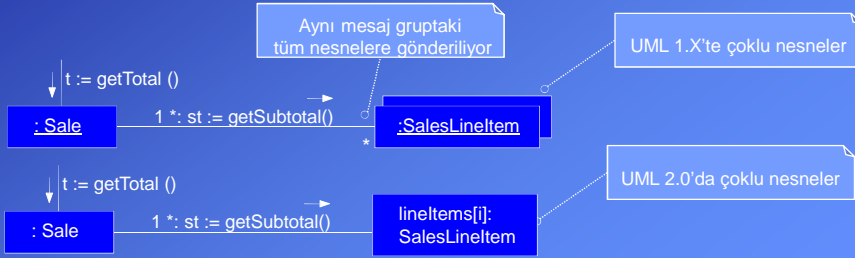 Aynı mesaj gruptaki
tüm nesnelere gönderiliyor
UML 1.X'te çoklu nesneler
t := getTotal ()
: Sale
1 *: st := getSubtotal()
*
:SalesLineItem
t := getTotal ()
UML 2.0'da çoklu nesneler
: Sale
1 *: st := getSubtotal()
lineItems[i]:
SalesLineItem